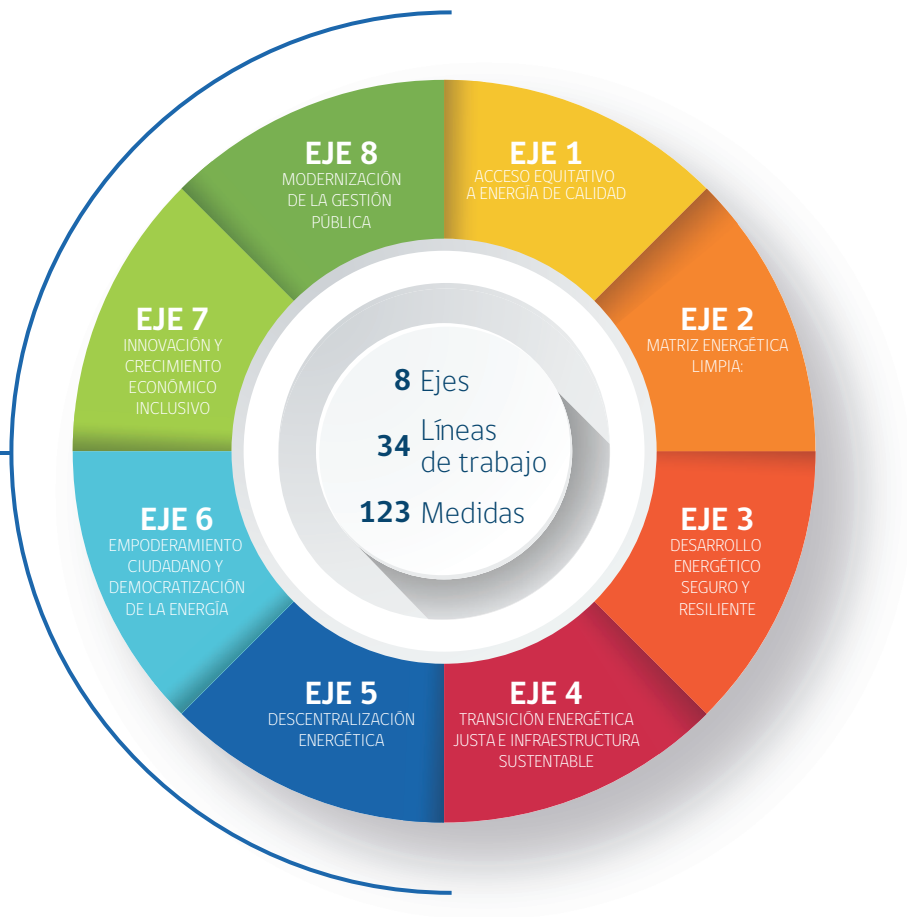 EJE 1
ACCESO EQUITATIVO
A ENERGÍA DE CALIDAD
EJE 2
MATRIZ ENERGÉTICA
LIMPIA:
EJE 3
DESARROLLO
ENERGÉTICO
SEGURO Y
RESILIENTE
EJE 4
TRANSICIÓN ENERGÉTICA
JUSTA E INFRAESTRUCTURA
SUSTENTABLE
EJE 5
DESCENTRALIZACIÓN
ENERGÉTICA
EJE 6
EMPODERAMIENTO
CIUDADANO Y
DEMOCRATIZACIÓN
DE LA ENERGÍA
EJE 7
INNOVACIÓN Y
CRECIMIENTO
ECONÓMICO
INCLUSIVO
EJE 8
MODERNIZACIÓN
DE LA GESTIÓN
PÚBLICA
8 Ejes
34 Líneas
de trabajo
123 Medidas